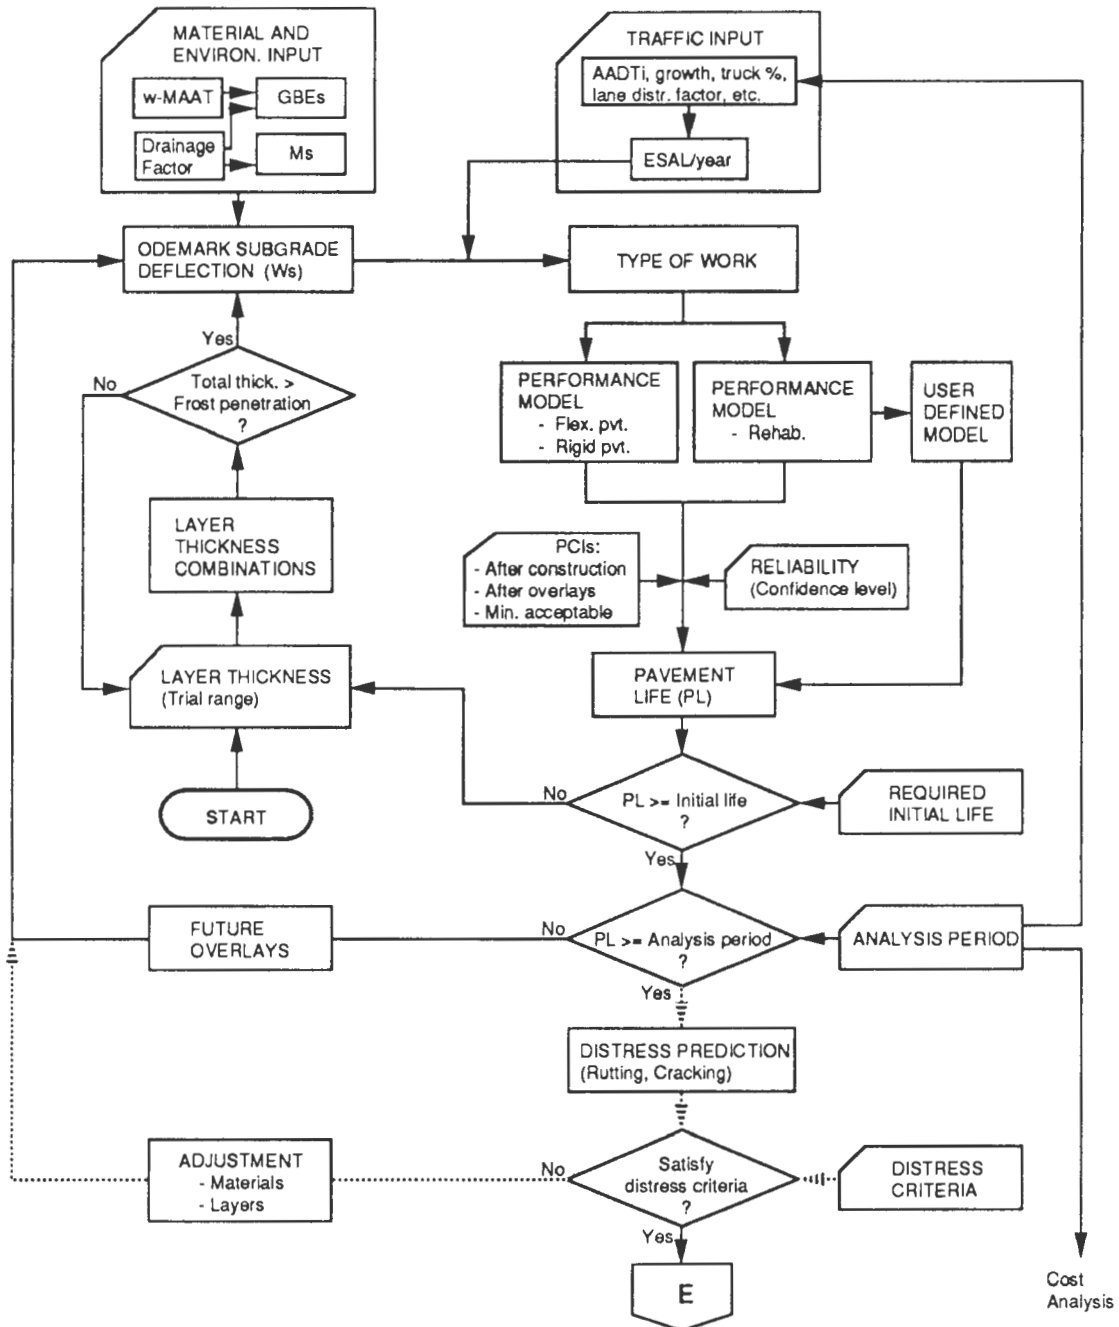 MATERIAL AND
ENVIRON. INPUT
w-MAAT
GBEs
Drainage
Factor
Ms
TRAFFIC INPUT
AADTi, growth, truck %,
lane distr. factor, etc.
ESAL/year
ODEMARK SUBGRADE
DEFLECTION (Ws)
TYPE OF WORK
Yes
No
Total thick. >
Frost penetration
?
PERFORMANCE
MODEL
- Flex. pvt.
- Rigid pvt.
PERFORMANCE
MODEL
- Rehab.
USER
DEFINED
MODEL
LAYER
THICKNESS
COMBINATIONS
PCIs:
- After construction
- After overlays
- Min. acceptable
RELIABILITY
(Confidence level)
LAYER THICKNESS
(Trial range)
PAVEMENT
LIFE (PL)
START
No
PL >= Initial life
?
REQUIRED
INITIAL LIFE
Yes
FUTURE
OVERLAYS
No
PL >= Analysis period
?
ANALYSIS PERIOD
Yes
DISTRESS PREDICTION
(Rutting, Cracking)
ADJUSTMENT
- Materials
- Layers
No
Satisfy
distress criteria
?
DISTRESS
CRITERIA
Yes
E
Cost
Analysis